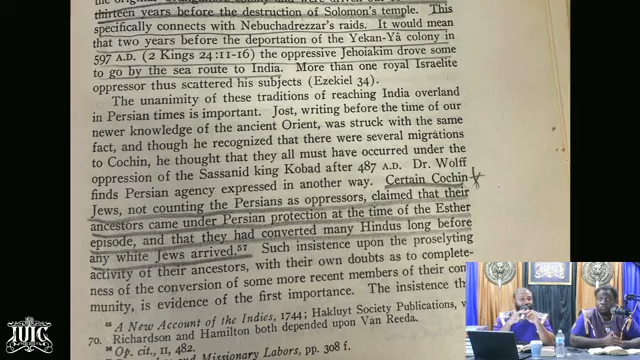 thirteen years before the destruction of Solomon's temple. This
specifically connects with Nebuchadrezzar's raids. It would mean
that two years before the deportation of the Yekan-Yâ colony in
597 A.D. (2 Kings 24:11-16) the oppressive Jehoiakim drove some
to go by the sea route to India. More than one royal Israelite
oppressor thus scattered his subjects (Ezekiel 34).
The unanimity of these traditions of reaching India overland
in Persian times is important. Jost, writing before the time of our
newer knowledge of the ancient Orient, was struck with the same
fact, and though he recognized that there were several migrations
to Cochin, he thought that they all must have occurred under the
oppression of the Sassanid king Kobad after 487 A.D. Dr. Wolff
finds Persian agency expressed in another way. Certain Cochin
Jews, not counting the Persians as oppressors, claimed that their
ancestors came under Persian protection at the time of the Esther
episode, and that they had converted many Hindus long before
any white Jews arrived.57 Such insistence upon the proselyting
activity of their ancestors, with their own doubts as to complete-
ness of the conversion of some more recent members of their com
munity, is evidence of the first importance. The insistence
A New Account of the Indies, 1744; Hakluyt Society Publications,
70. Richardson and Hamilton both depended upon Van Reeda.
56 Op. cit., 11, 482.
and Missionary Labors, pp. 308 f.
IUIC